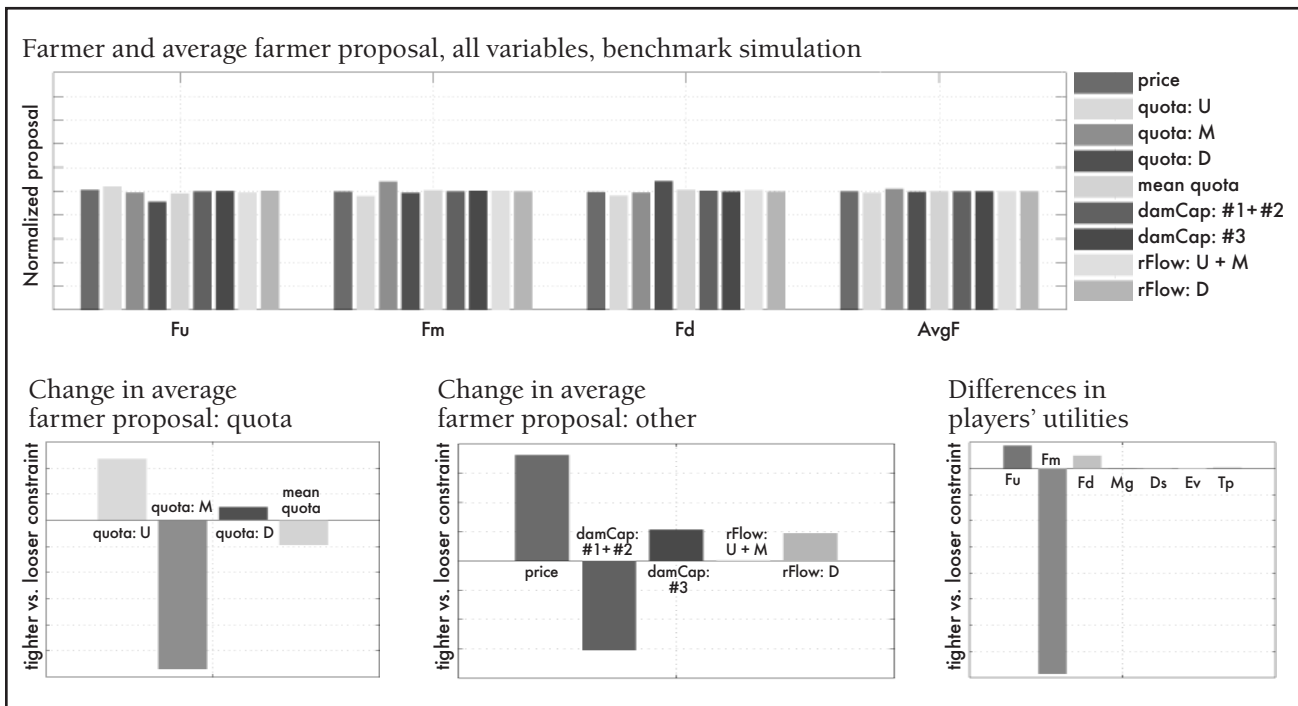 Farmer and average farmer proposal, all variables, benchmark simulation
Normalized proposal
Fu
Fm
Fd
AvgF
price
quota: U
quota: M
quota: D
mean quota
damCap: #1+#2
damCap: #3
rFlow: U + M
rFlow: D
Change in average
farmer proposal: quota
tighter vs. looser constraint
quota: U
quota: M
quota: D
mean
quota
Change in average
farmer proposal: other
tighter vs. looser constraint
price
damCap:
#1+#2
damCap:
#3
rFlow:
U + M
rFlow: D
Differences in
players’ utilities
tighter vs. looser constraint
Fu
Fm
Fd
Mg
Ds
Ev
Tp